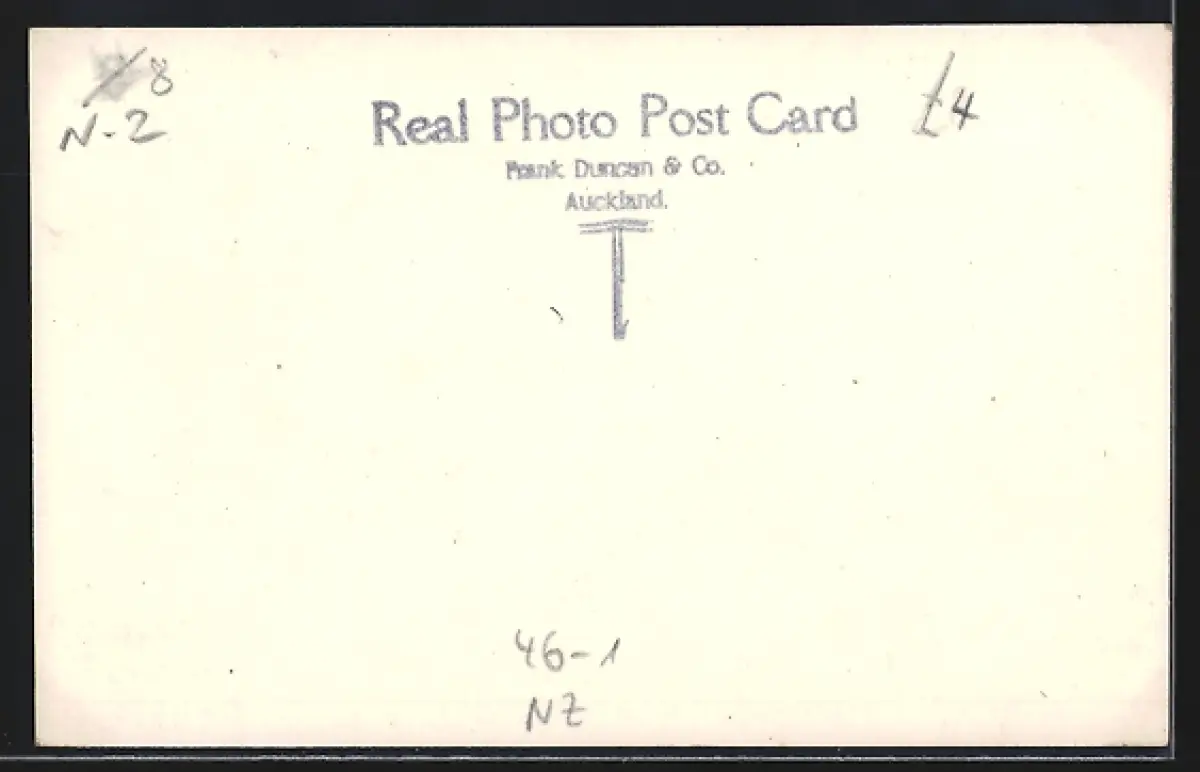 8
N-2
Real Photo Post Card
£4
Frank Duncan & Co.
Auckland.
46-1
NZ